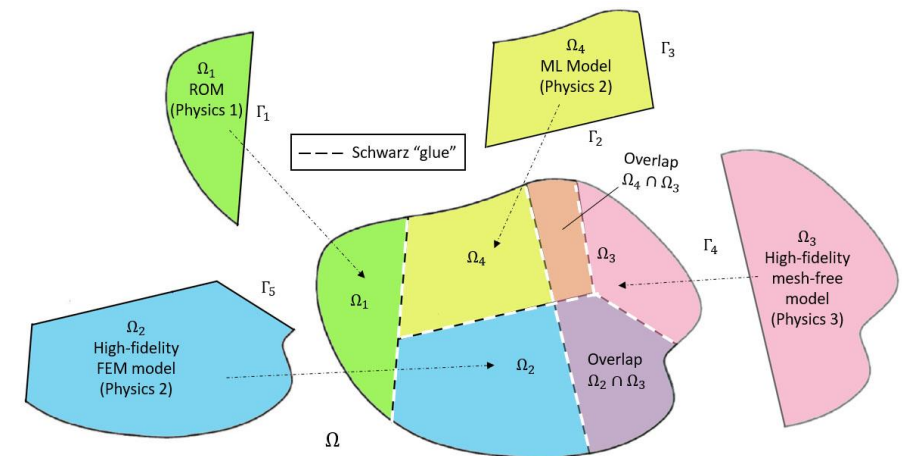 Ω₁
ROM
(Physics 1)
Γ₁
Ω₄
ML Model
(Physics 2)
Γ₃
Γ₂
Schwarz “glue”
Overlap
Ω₄ ∩ Ω₃
Ω₃
High-fidelity
mesh-free
model
(Physics 3)
Γ₄
Ω₂
High-fidelity
FEM model
(Physics 2)
Γ₅
Ω₁
Ω₄
Ω₃
Ω₂
Overlap
Ω₂ ∩ Ω₃
Ω